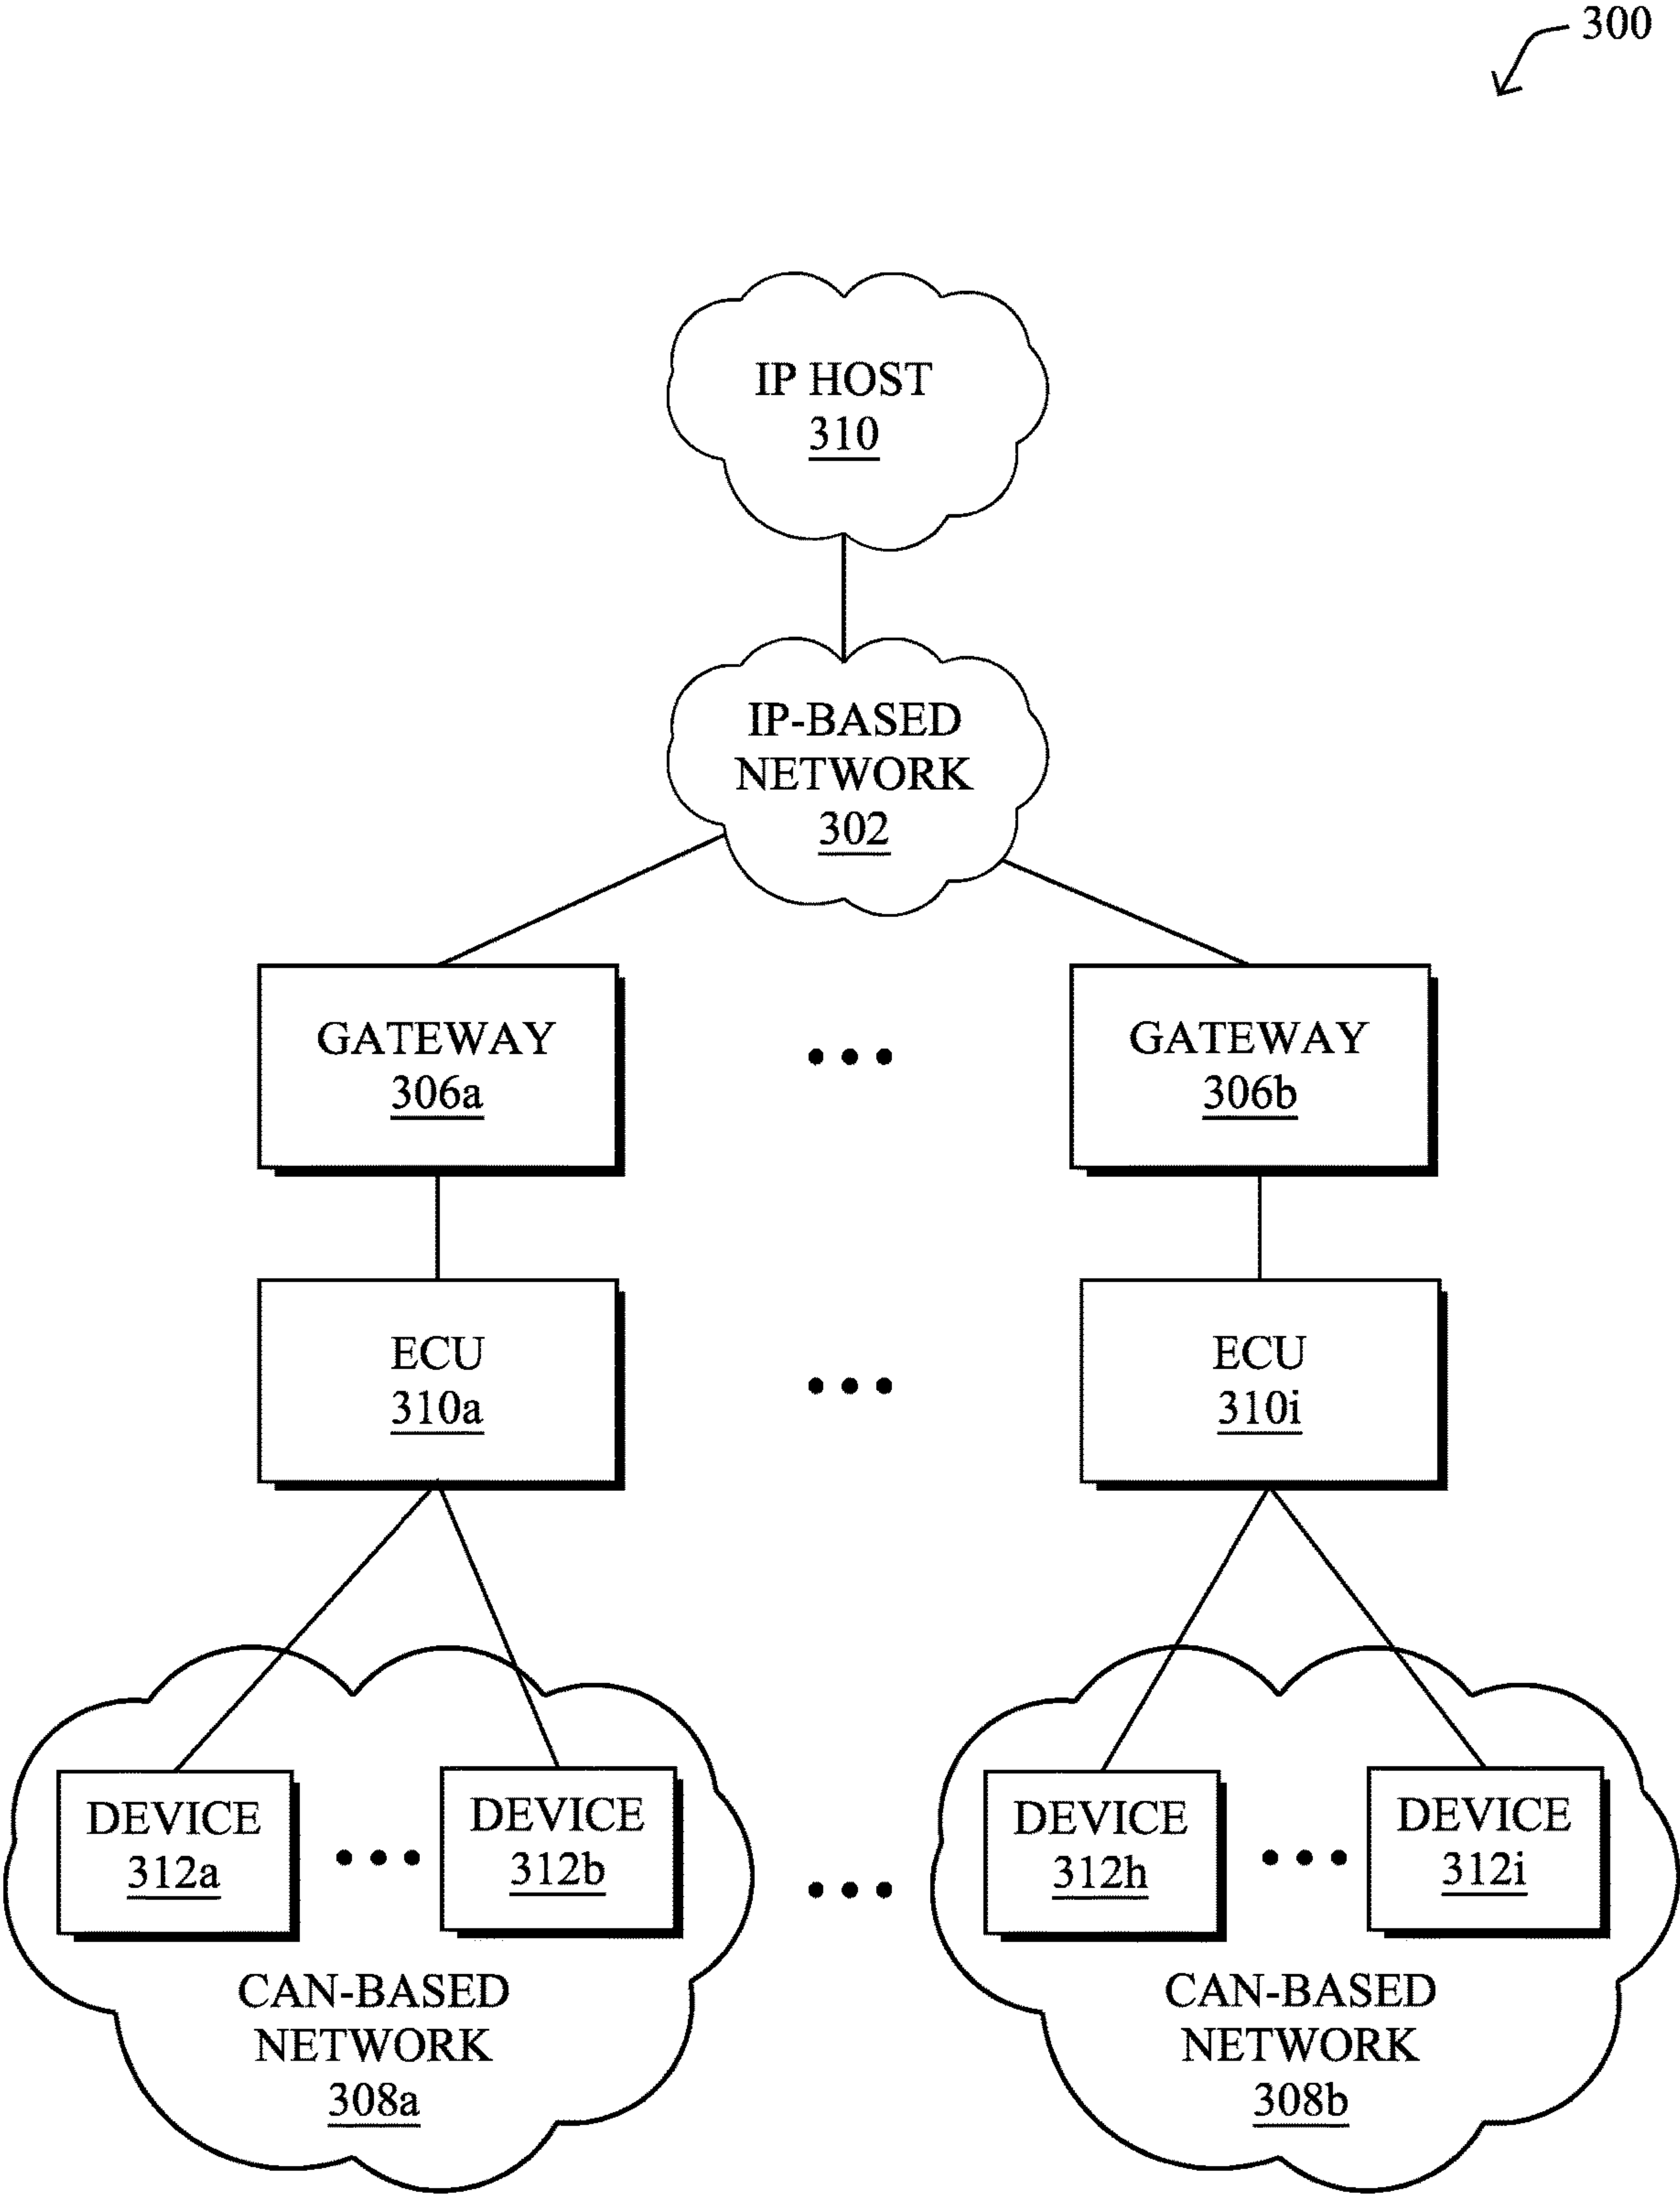 300
IP HOST
310
IP-BASED
NETWORK
302
GATEWAY
306a
GATEWAY
306b
ECU
310a
ECU
310i
DEVICE
312a
DEVICE
312b
DEVICE
312h
DEVICE
312i
CAN-BASED
NETWORK
308a
CAN-BASED
NETWORK
308b